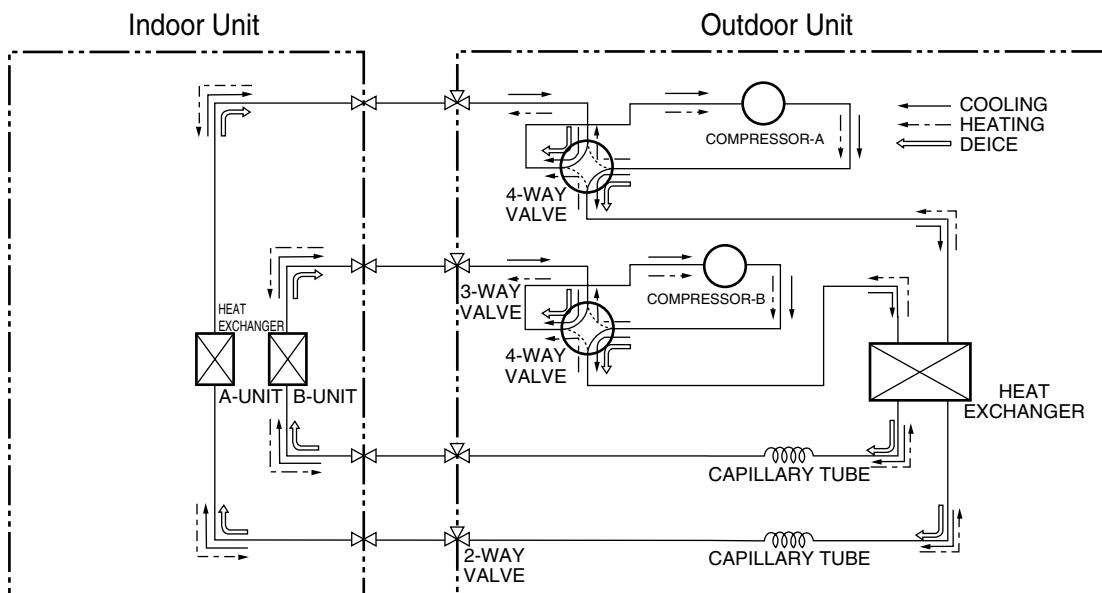 Indoor Unit
Outdoor Unit
COMPRESSOR-A
COOLING
HEATING
DEICE
4-WAY
VALVE
3-WAY
VALVE
COMPRESSOR-B
HEAT
EXCHANGER
4-WAY
VALVE
A-UNIT
B-UNIT
HEAT
EXCHANGER
CAPILLARY TUBE
2-WAY
VALVE
CAPILLARY TUBE